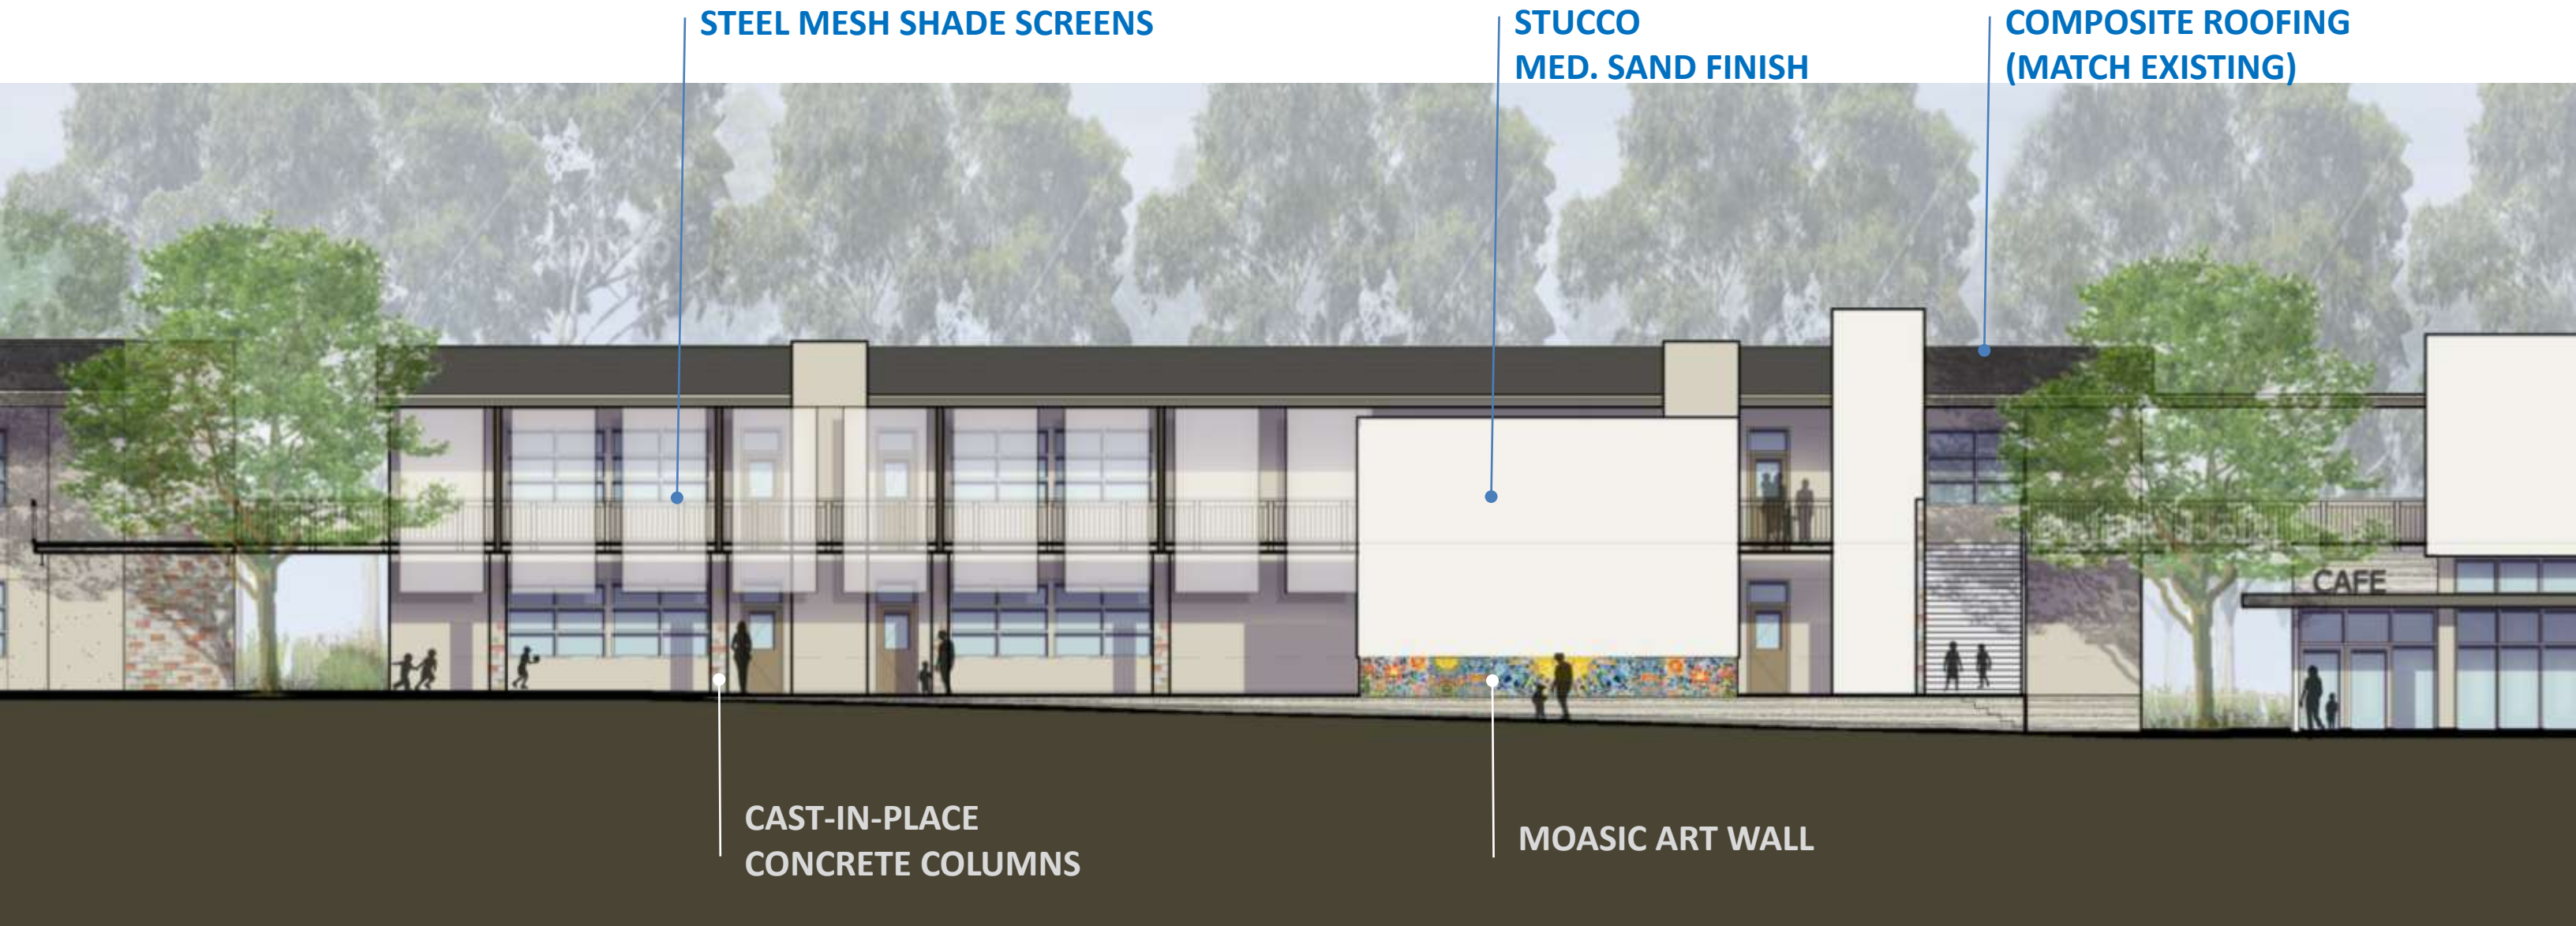 STEEL MESH SHADE SCREENS
STUCCO
MED. SAND FINISH
COMPOSITE ROOFING
(MATCH EXISTING)
CAFE
CAST-IN-PLACE
CONCRETE COLUMNS
MOASIC ART WALL